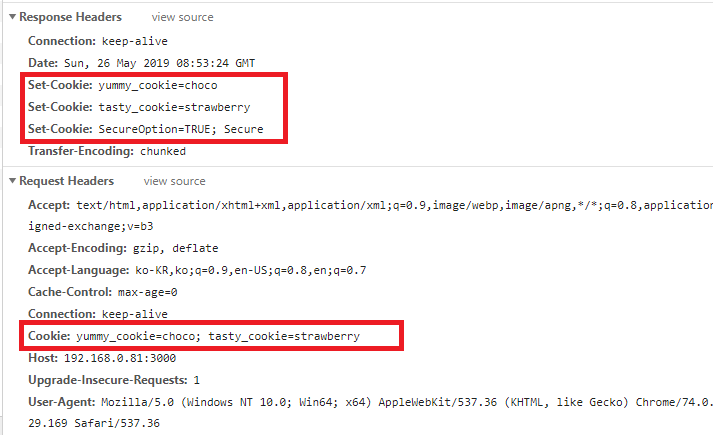 Response Headers view source
Connection: keep-alive
Date: Sun, 26 May 2019 08:53:24 GMT
Set-Cookie: yummy_cookie=choco
Set-Cookie: tasty_cookie=strawberry
Set-Cookie: SecureOption=TRUE; Secure
Transfer-Encoding: chunked
Request Headers view source
Accept: text/html,application/xhtml+xml,application/xml;q=0.9,image/webp,image/apng,*/*;q=0.8,application
igned-exchange;v=b3
Accept-Encoding: gzip, deflate
Accept-Language: ko-KR,ko;q=0.9,en-US;q=0.8,en;q=0.7
Cache-Control: max-age=0
Connection: keep-alive
Cookie: yummy_cookie=choco; tasty_cookie=strawberry
Host: 192.168.0.81:3000
Upgrade-Insecure-Requests: 1
User-Agent: Mozilla/5.0 (Windows NT 10.0; Win64; x64) AppleWebKit/537.36 (KHTML, like Gecko) Chrome/74.0.
29.169 Safari/537.36